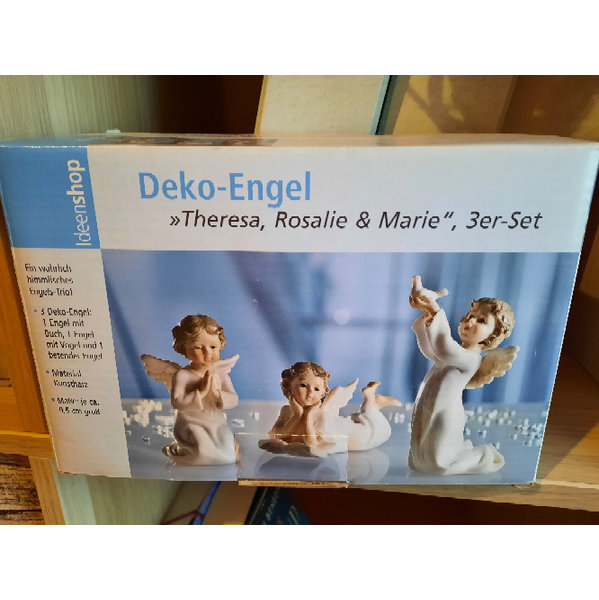 Ideenshop
Deko-Engel
»Theresa, Rosalie & Marie", 3er-Set
Ein wahrlich
himmlisches
Engels-Trio!
- 3 Deko-Engel:
1 Engel mit
Buch, 1 Engel
mit Vogel und 1
betender Engel
• Material:
Kunstharz
• Maße: je ca.
9,5 cm groß